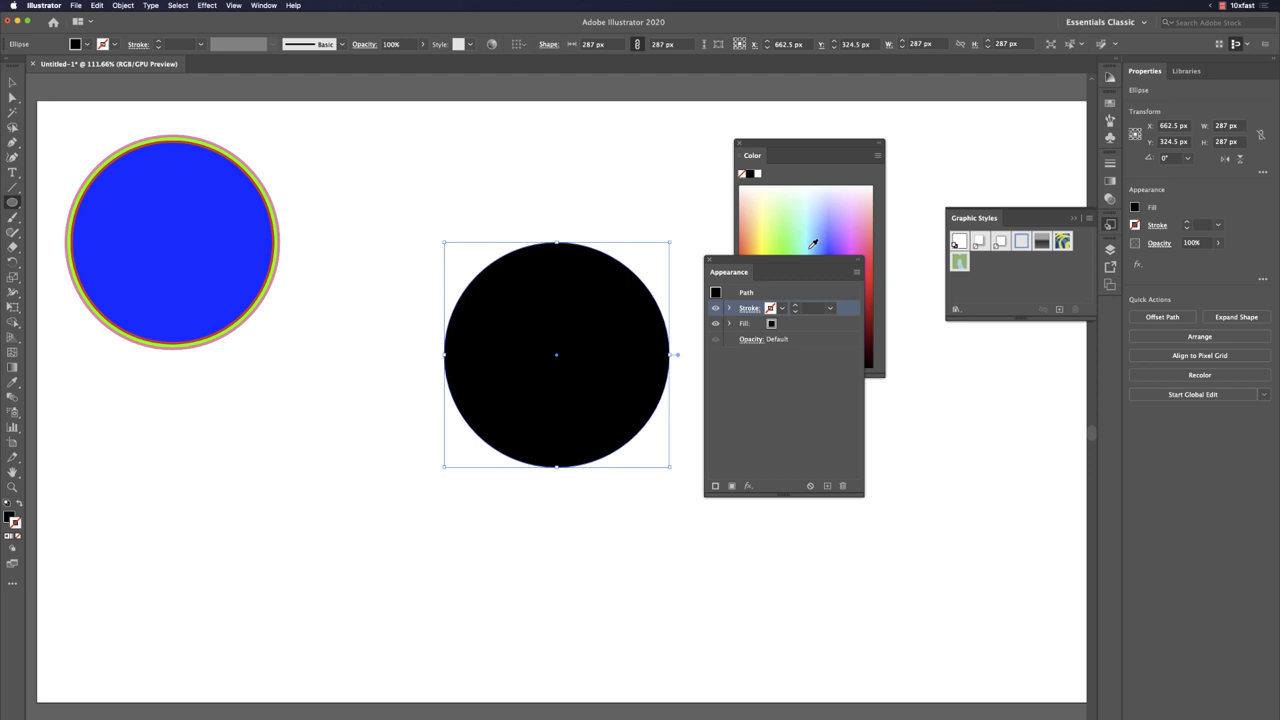 Illustrator File Edit Object Type Select Effect View Window Help 10xfast
Adobe Illustrator 2020 Essentials Classic Search Adobe Stock
Ellipse Stroke: Basic Opacity: 100% Style: Shape: 287 px 287 px X: 662.5 px Y: 324.5 px W: 287 px H: 287 px
Untitled-1* @ 111.66% (RGB/GPU Preview)
Properties Libraries
Ellipse
Transform
X: 662.5 px W: 287 px
Y: 324.5 px H: 287 px
0°
Appearance
Fill
Stroke
Opacity 100%
fx.
Quick Actions
Offset Path Expand Shape
Arrange
Align to Pixel Grid
Recolor
Start Global Edit
Color
Graphic Styles
Appearance
Path
Stroke:
Fill:
Opacity: Default
fx.
T